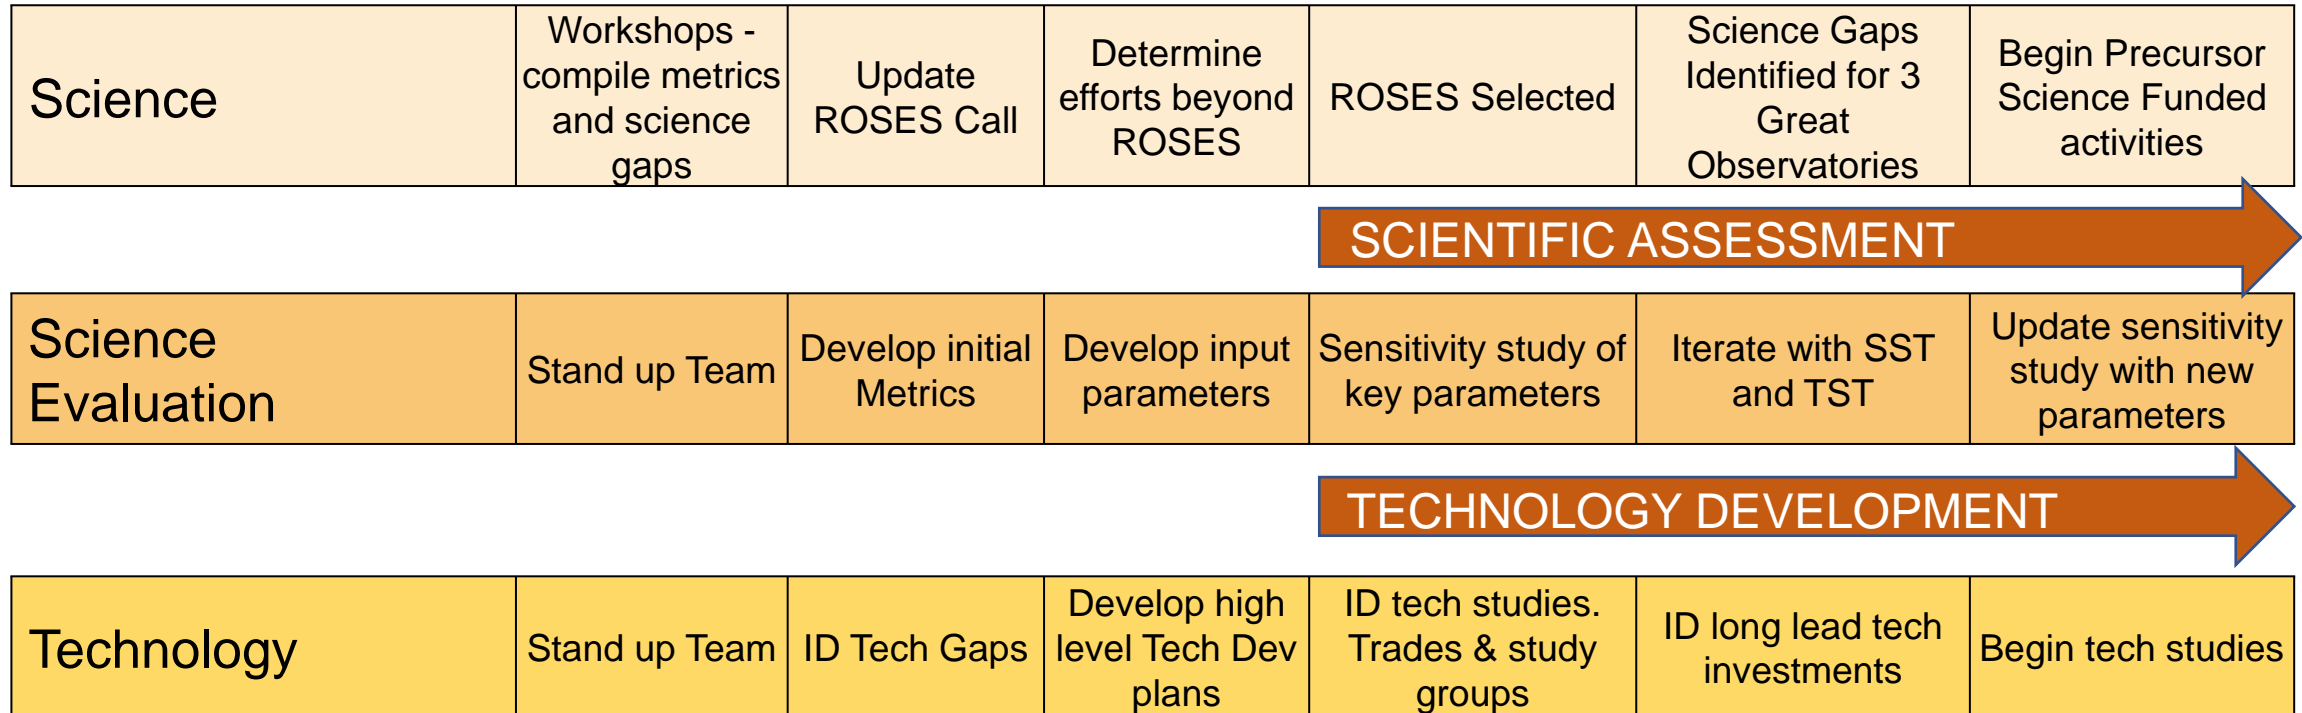 Science
Workshops -
compile metrics
and science
gaps
Update
ROSES Call
Determine
efforts beyond
ROSES
ROSES Selected
Science Gaps
Identified for 3
Great
Observatories
Begin Precursor
Science Funded
activities
SCIENTIFIC ASSESSMENT
Science
Evaluation
Stand up Team
Develop initial
Metrics
Develop input
parameters
Sensitivity study of
key parameters
Iterate with SST
and TST
Update sensitivity
study with new
parameters
TECHNOLOGY DEVELOPMENT
Technology
Stand up Team
ID Tech Gaps
Develop high
level Tech Dev
plans
ID tech studies.
Trades & study
groups
ID long lead tech
investments
Begin tech studies